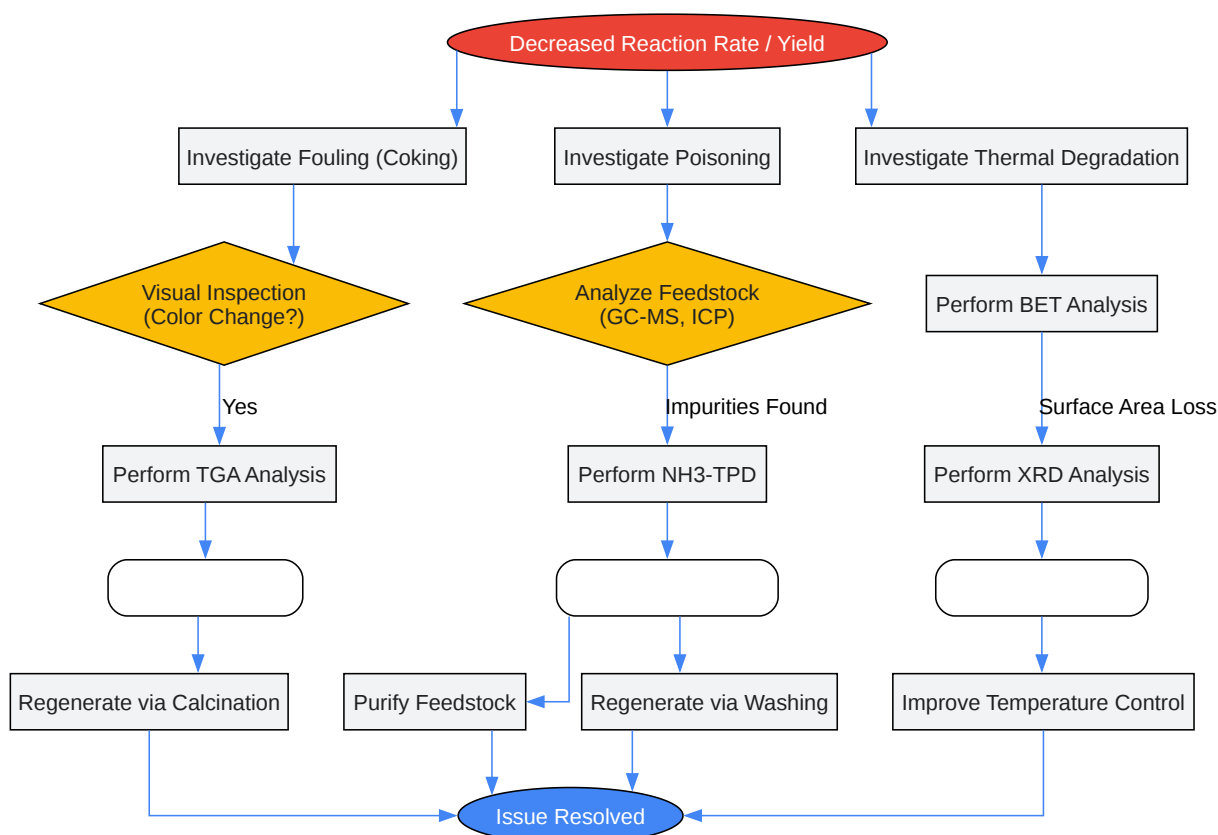 Decreased Reaction Rate / Yield
Investigate Fouling (Coking)
Investigate Poisoning
Investigate Thermal Degradation
Visual Inspection
(Color Change?)
Analyze Feedstock
(GC-MS, ICP)
Perform BET Analysis
Yes
Impurities Found
Surface Area Loss
Perform TGA Analysis
Perform NH3-TPD
Perform XRD Analysis
Regenerate via Calcination
Purify Feedstock
Regenerate via Washing
Improve Temperature Control
Issue Resolved